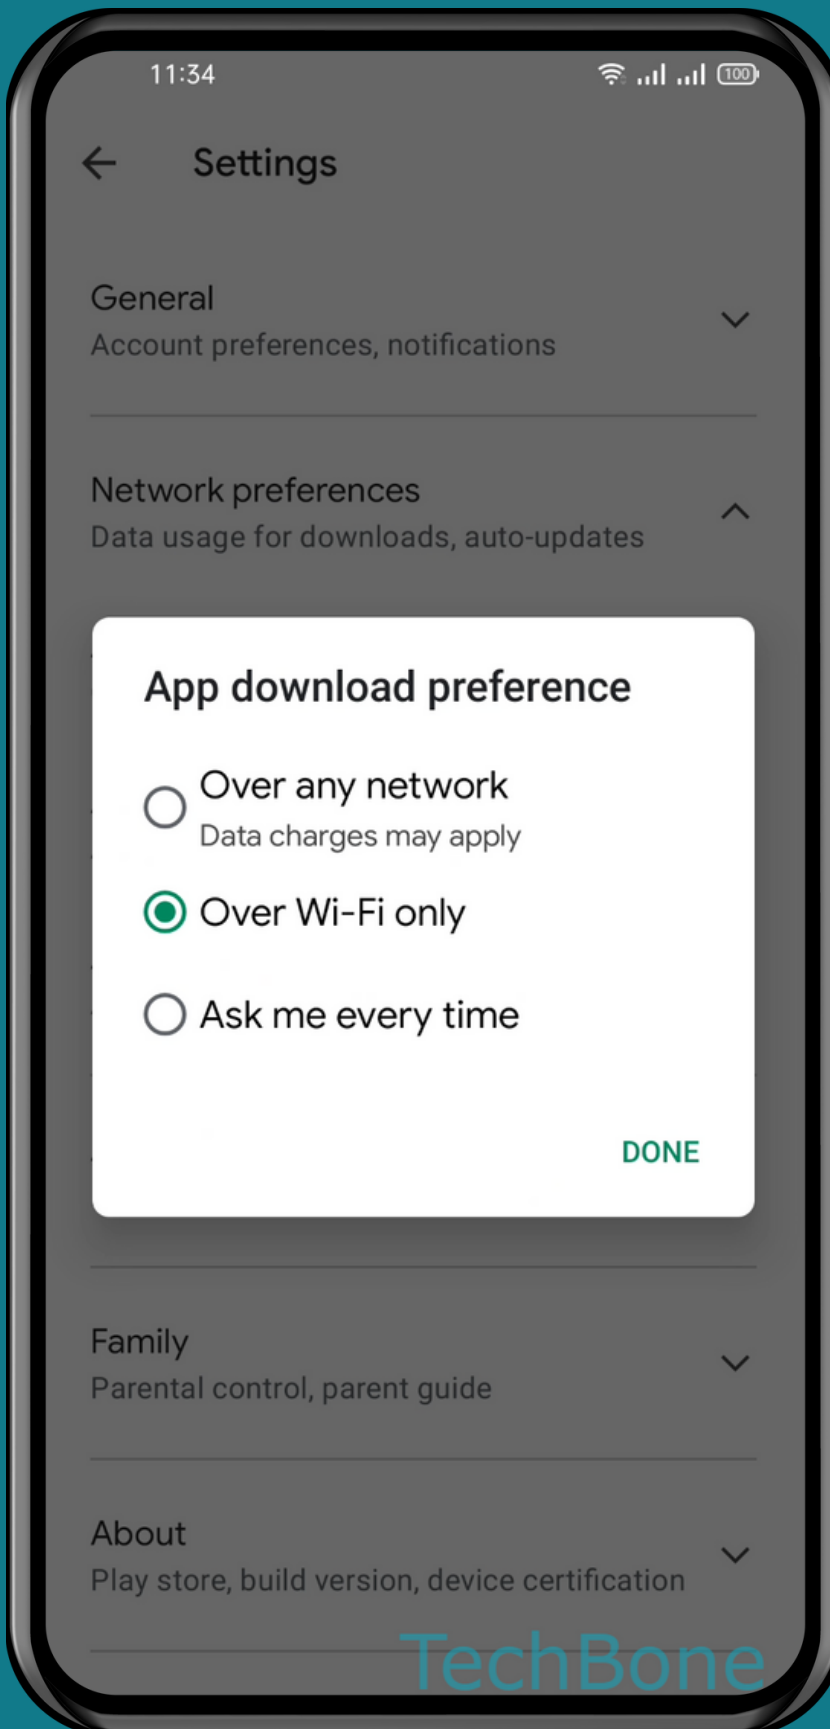 11:34
100
Settings
General
Account preferences, notifications
Network preferences
Data usage for downloads, auto-updates
App download preference
Over any network
Data charges may apply
Over Wi-Fi only
Ask me every time
DONE
Family
Parental control, parent guide
About
Play store, build version, device certification
TechBone